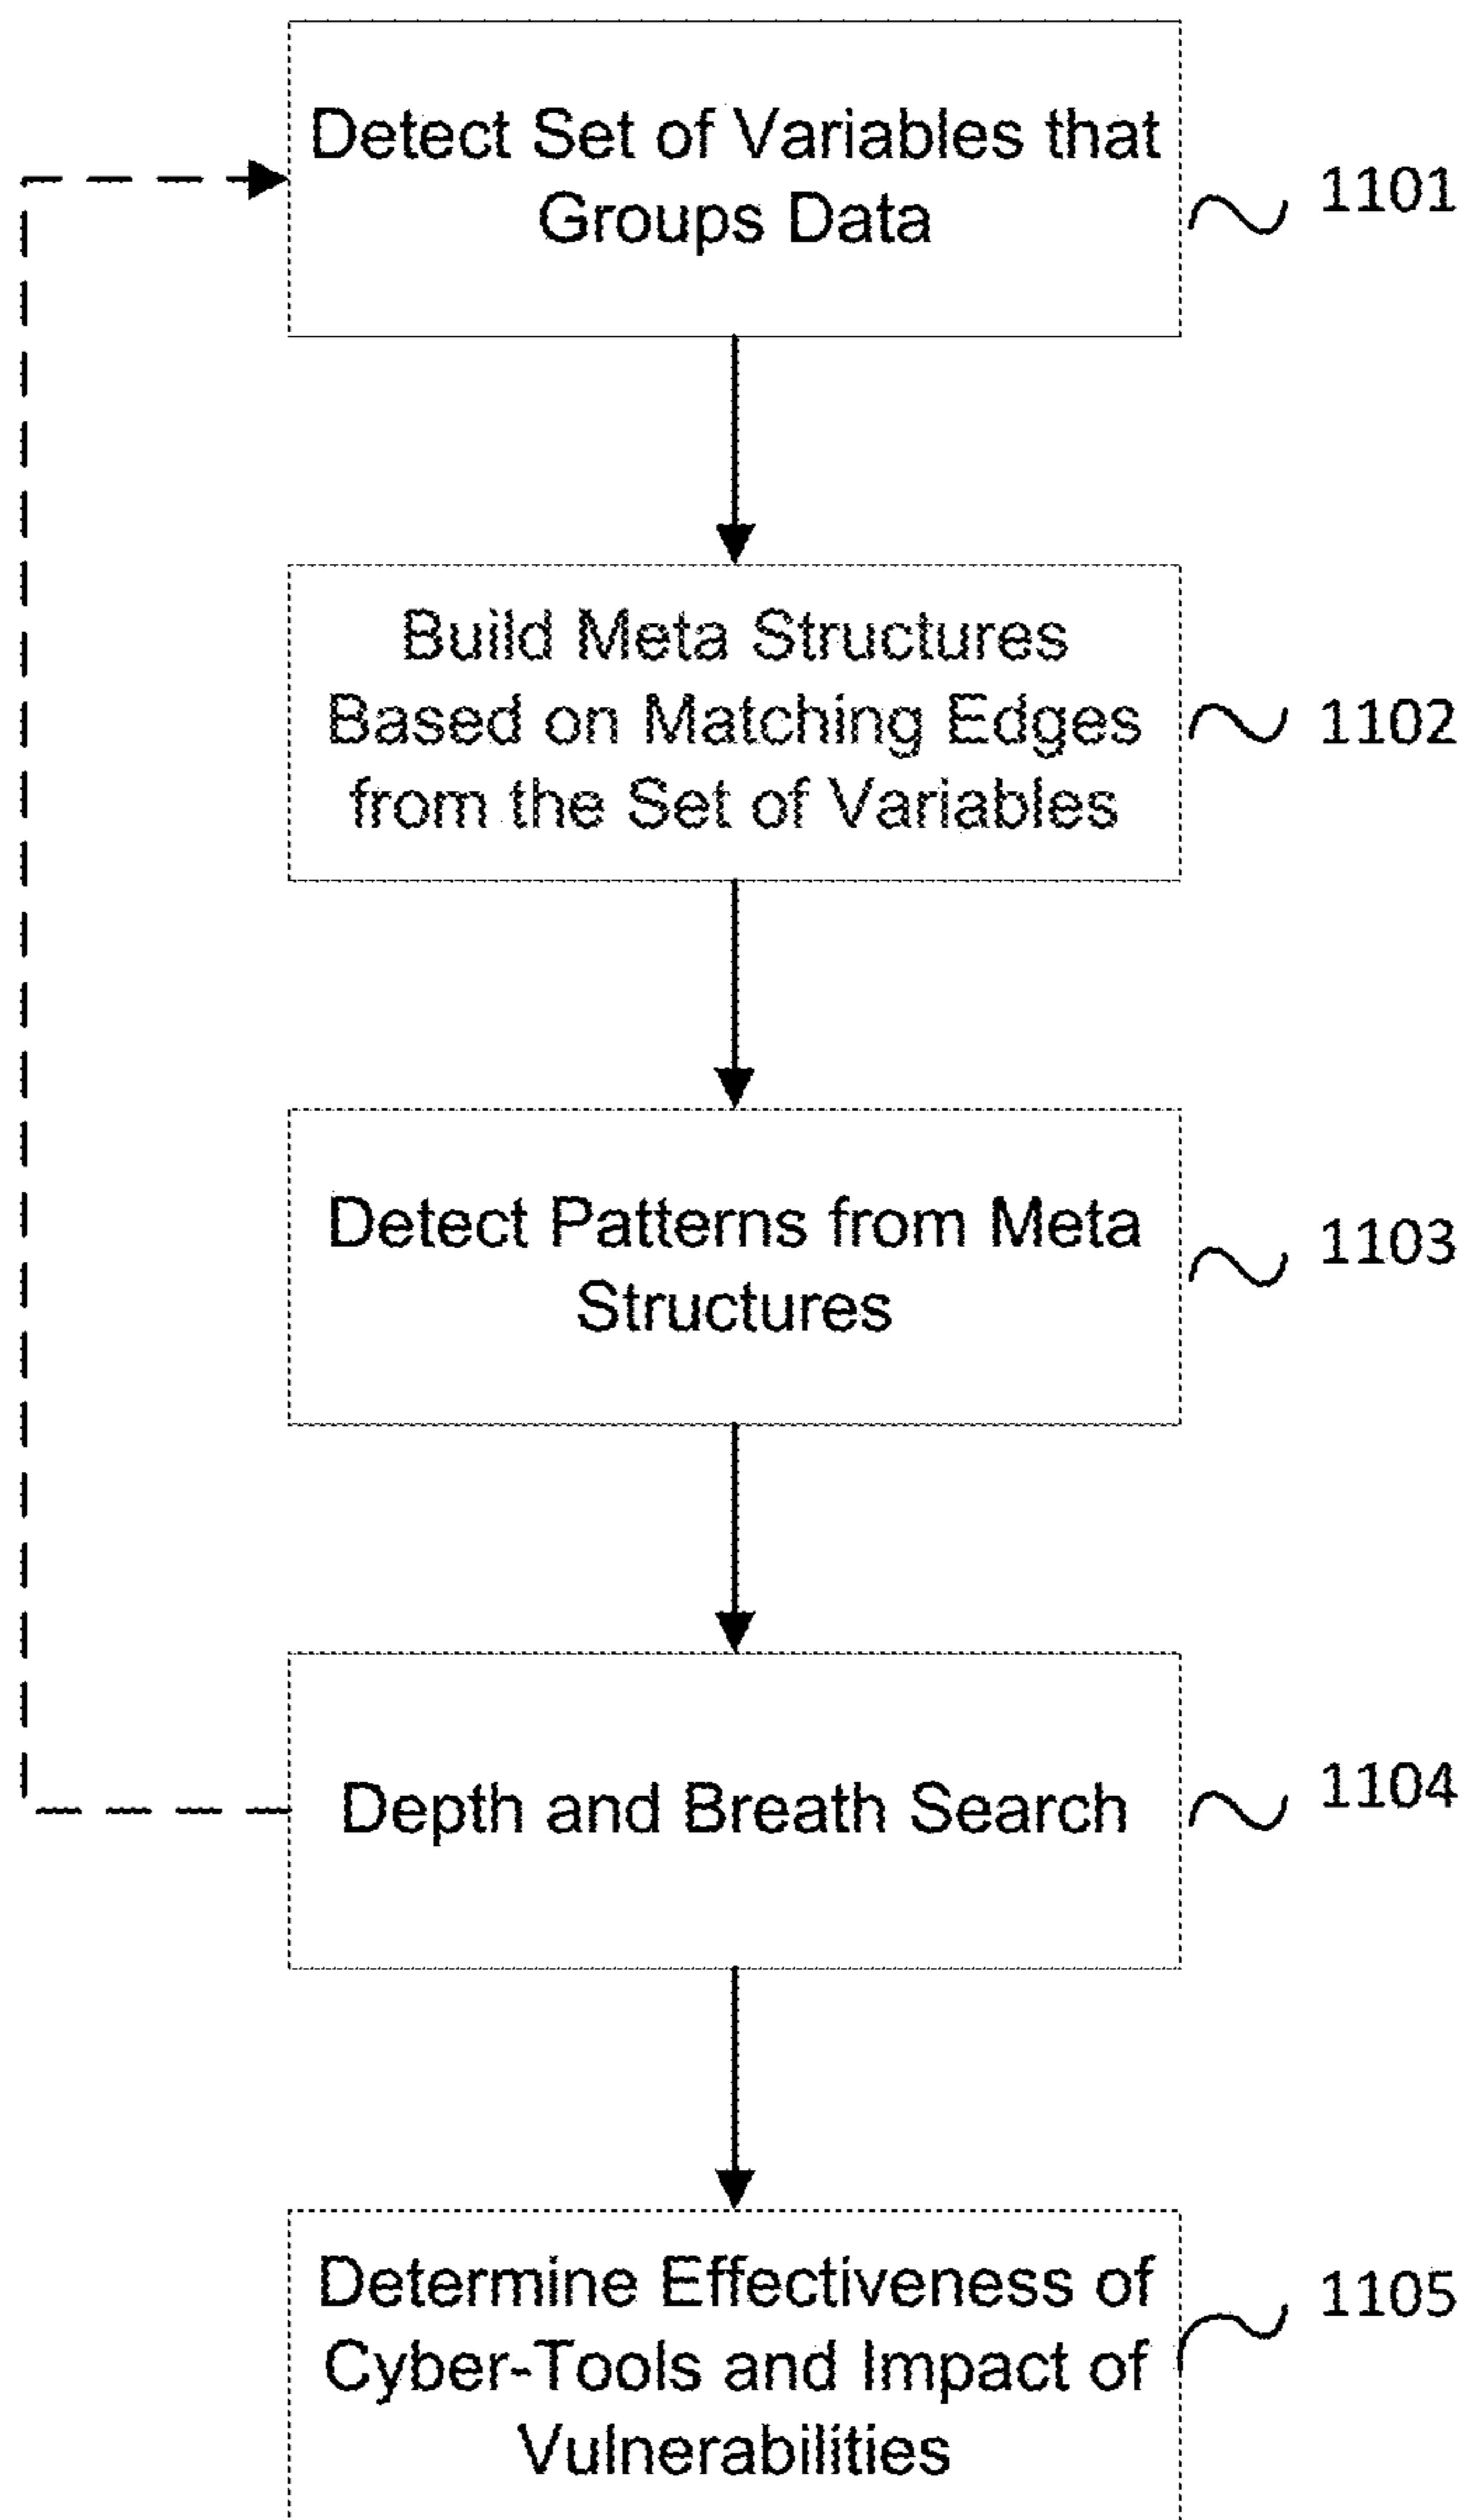 Detect Set of Variables that
Groups Data
1101
Build Meta Structures
Based on Matching Edges
from the Set of Variables
1102
Detect Patterns from Meta
Structures
1103
Depth and Breath Search
1104
Determine Effectiveness of
Cyber-Tools and Impact of
Vulnerabilities
1105